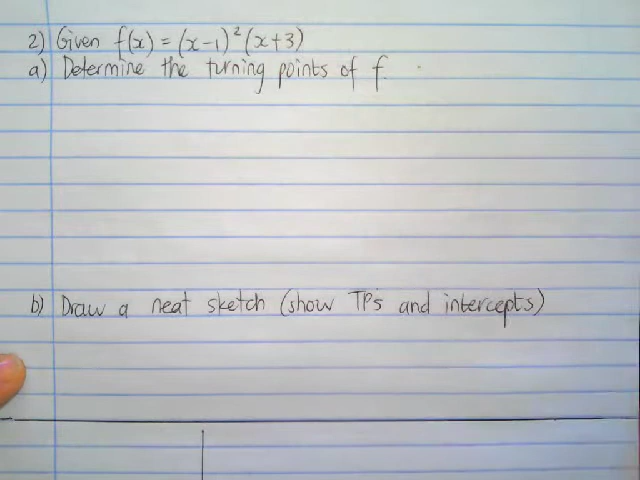 2) Given f(x) = (x-1)²(x+3)
a) Determine the turning points of f.
b) Draw a neat sketch (show TP's and intercepts)